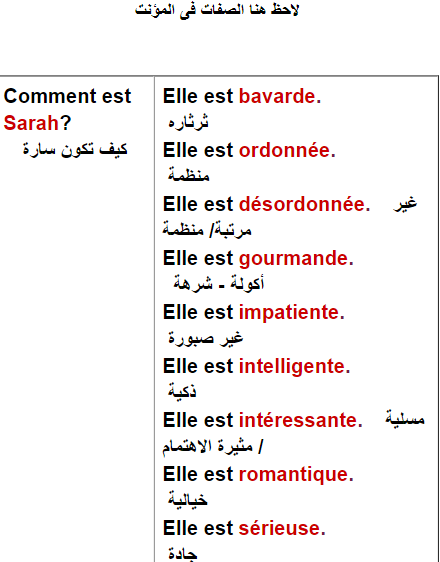 لاحظ هنا الصفات فى المؤنث
Comment est
Sarah?
كيف تكون سارة
Elle est bavarde.
ثرثاره
Elle est ordonnée.
منظمة
Elle est désordonnée. غير
مرتبة/ منظمة
Elle est gourmande.
أكولة - شرهة
Elle est impatiente.
غير صبورة
Elle est intelligente.
ذكية
Elle est intéressante. مسلية
/ مثيرة الاهتمام
Elle est romantique.
خيالية
Elle est sérieuse.
جادة